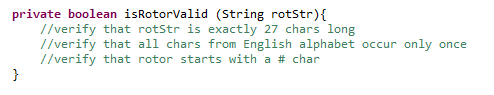 private boolean isRotorValid (String rotStr){
//verify that rotStr is exactly 27 chars long
//verify that all chars from English alphabet occur only once
//verify that rotor starts with a # char
}